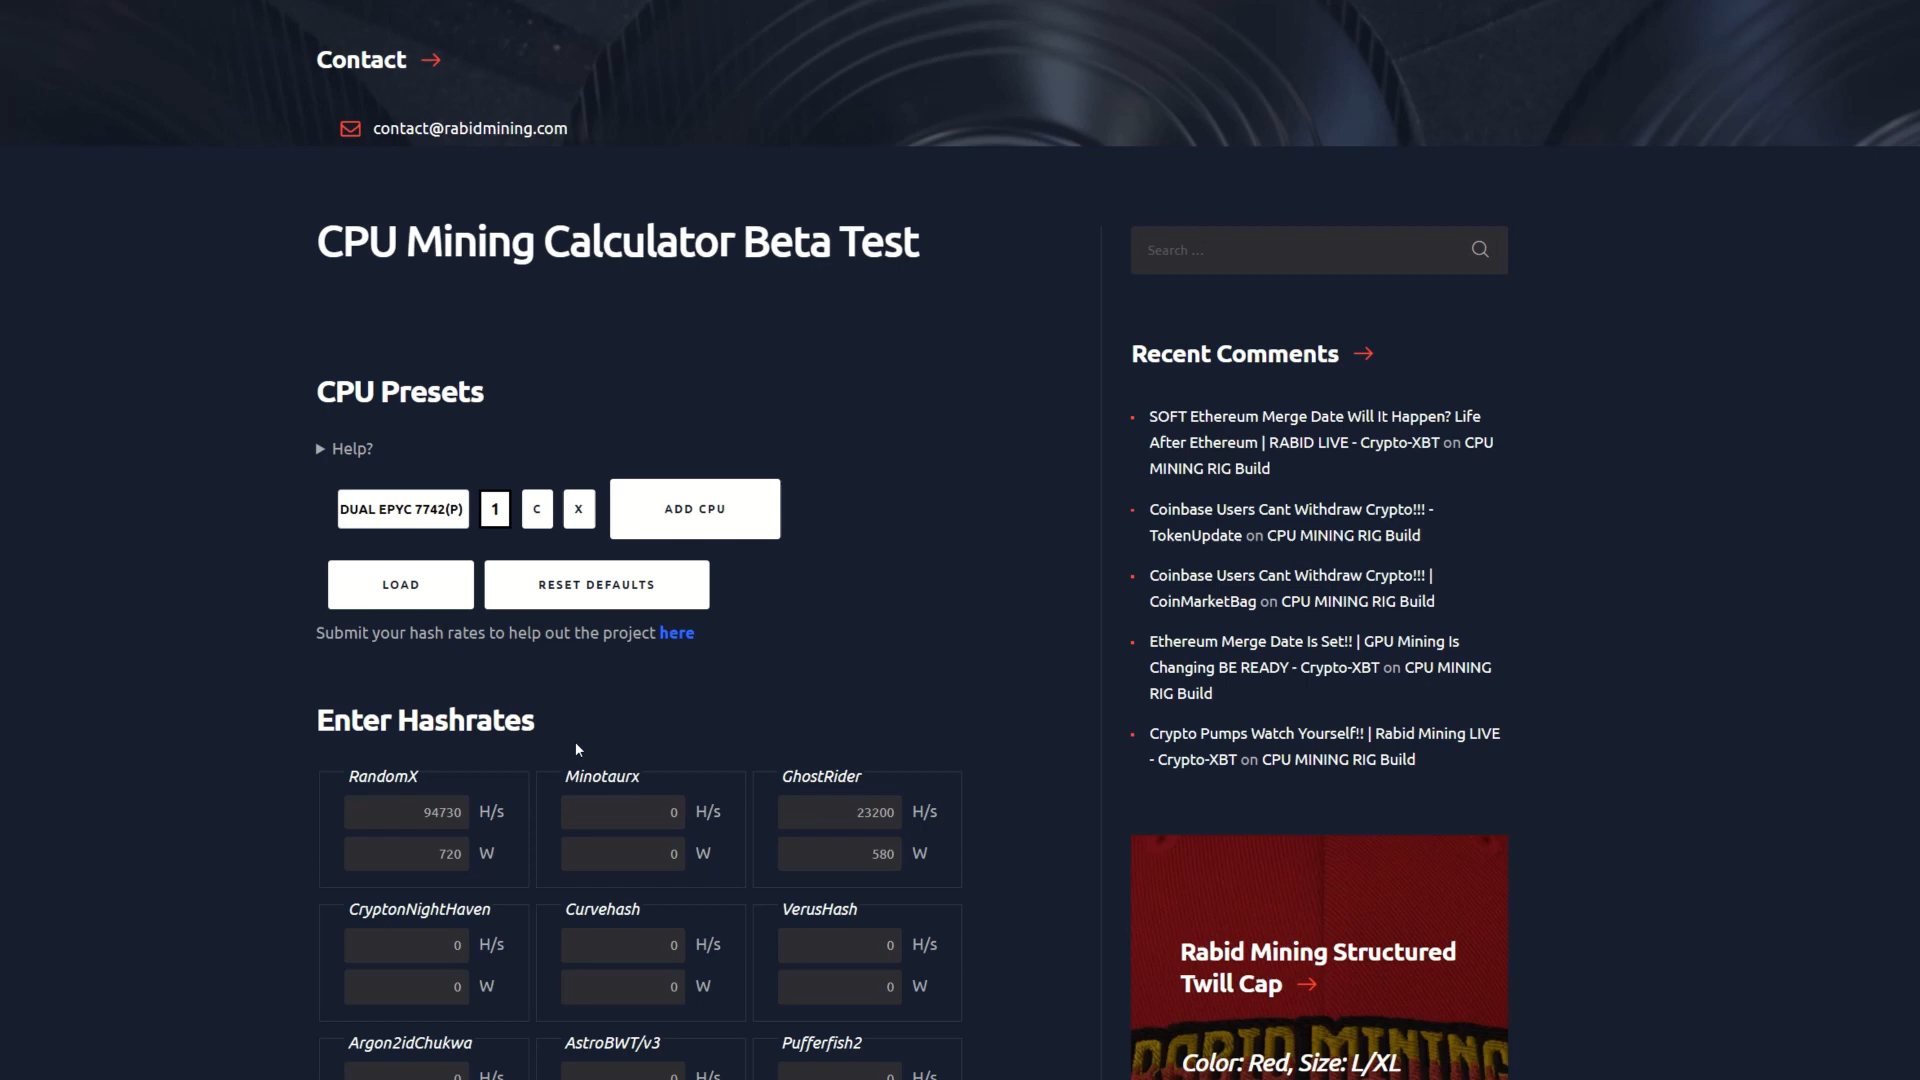 Contact
contact@rabidmining.com
CPU Mining Calculator Beta Test
CPU Presets
Help?
DUAL EPYC 7742(P)
1
C
X
ADD CPU
LOAD
RESET DEFAULTS
Submit your hash rates to help out the project here
Enter Hashrates
RandomX
94730 H/s
720 W
Minotaurx
0 H/s
0 W
GhostRider
23200 H/s
580 W
CryptonNightHaven
0 H/s
0 W
Curvehash
0 H/s
0 W
VerusHash
0 H/s
0 W
Argon2idChukwa
0 H/s
AstroBWT/v3
0 H/s
Pufferfish2
0 H/s
Search ...
Recent Comments
SOFT Ethereum Merge Date Will It Happen? Life
After Ethereum | RABID LIVE - Crypto-XBT on CPU
MINING RIG Build
Coinbase Users Cant Withdraw Crypto!!! -
TokenUpdate on CPU MINING RIG Build
Coinbase Users Cant Withdraw Crypto!!! |
CoinMarketBag on CPU MINING RIG Build
Ethereum Merge Date Is Set!! | GPU Mining Is
Changing BE READY - Crypto-XBT on CPU MINING
RIG Build
Crypto Pumps Watch Yourself!! | Rabid Mining LIVE
- Crypto-XBT on CPU MINING RIG Build
Rabid Mining Structured
Twill Cap
RABID MINING
Color: Red, Size: L/XL